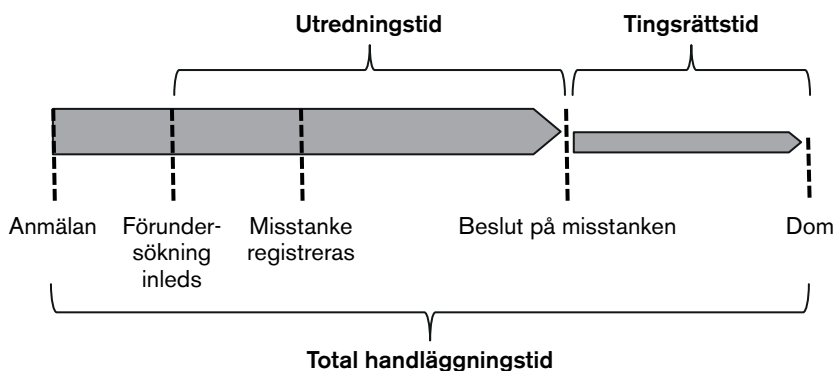 Utredningstid
Tingsrättstid
Anmälan
Förunder-
sökning
inleds
Misstanke
registreras
Beslut på misstanken
Dom
Total handläggningstid